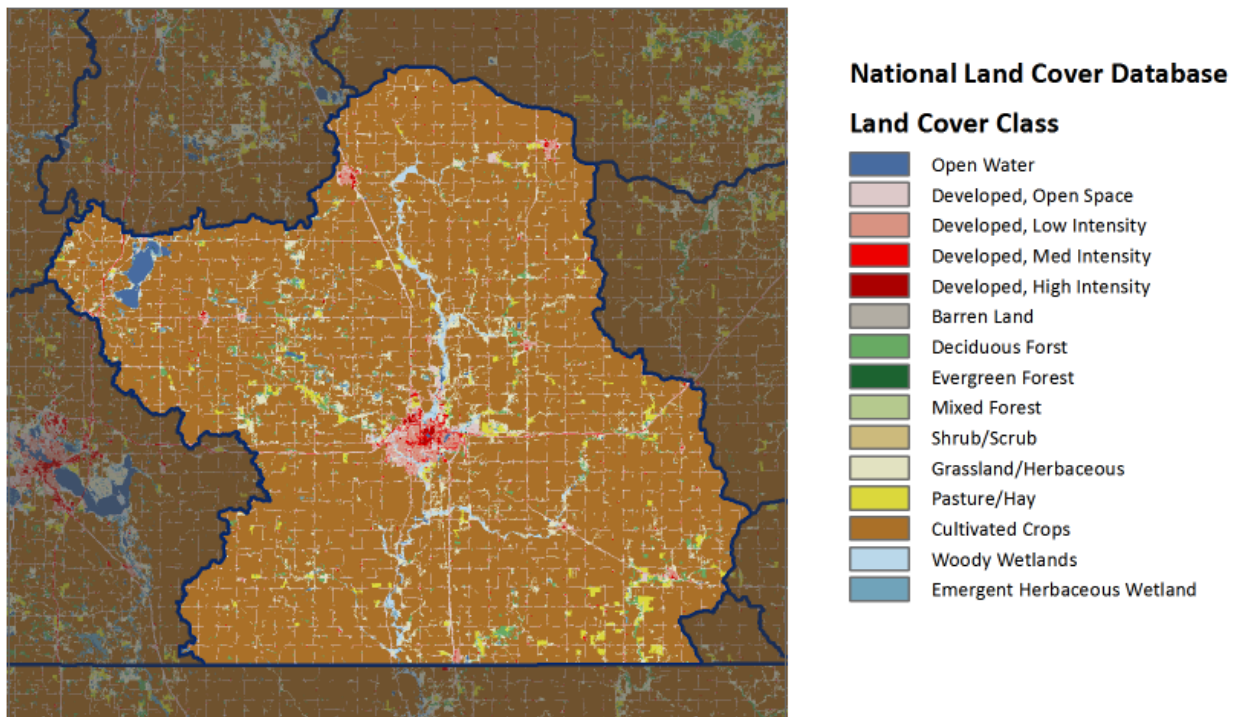 National Land Cover Database
Land Cover Class
Open Water
Developed, Open Space
Developed, Low Intensity
Developed, Med Intensity
Developed, High Intensity
Barren Land
Deciduous Forst
Evergreen Forest
Mixed Forest
Shrub/Scrub
Grassland/Herbaceous
Pasture/Hay
Cultivated Crops
Woody Wetlands
Emergent Herbaceous Wetland